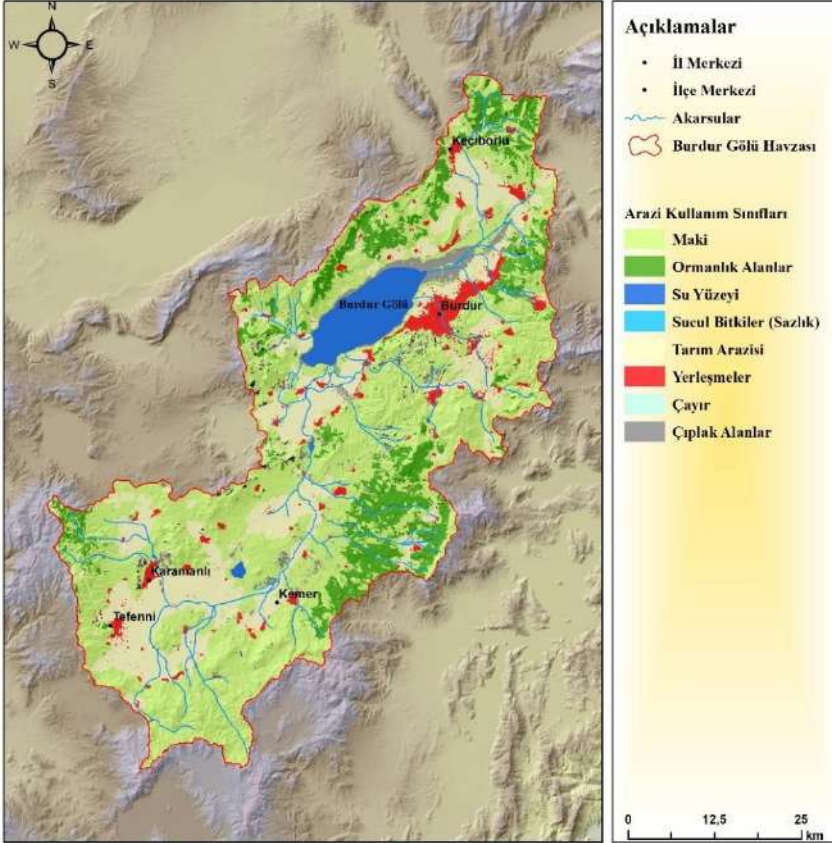 N
W E
S
Keçiborlu
Burdur Gölü
Burdur
Karamanlı
Kemer
Tefenni
Açıklamalar
İl Merkezi
İlçe Merkezi
Akarsular
Burdur Gölü Havzası
Arazi Kullanım Sınıfları
Maki
Ormanlık Alanlar
Su Yüzeyi
Sucul Bitkiler (Sazlık)
Tarım Arazisi
Yerleşmeler
Çayır
Çıplak Alanlar
0 12,5 25
km